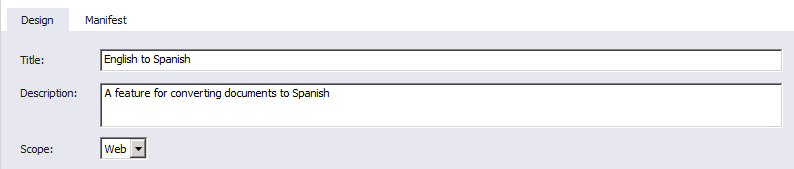 Design Manifest
Title: English to Spanish
Description: A feature for converting documents to Spanish
Scope: Web